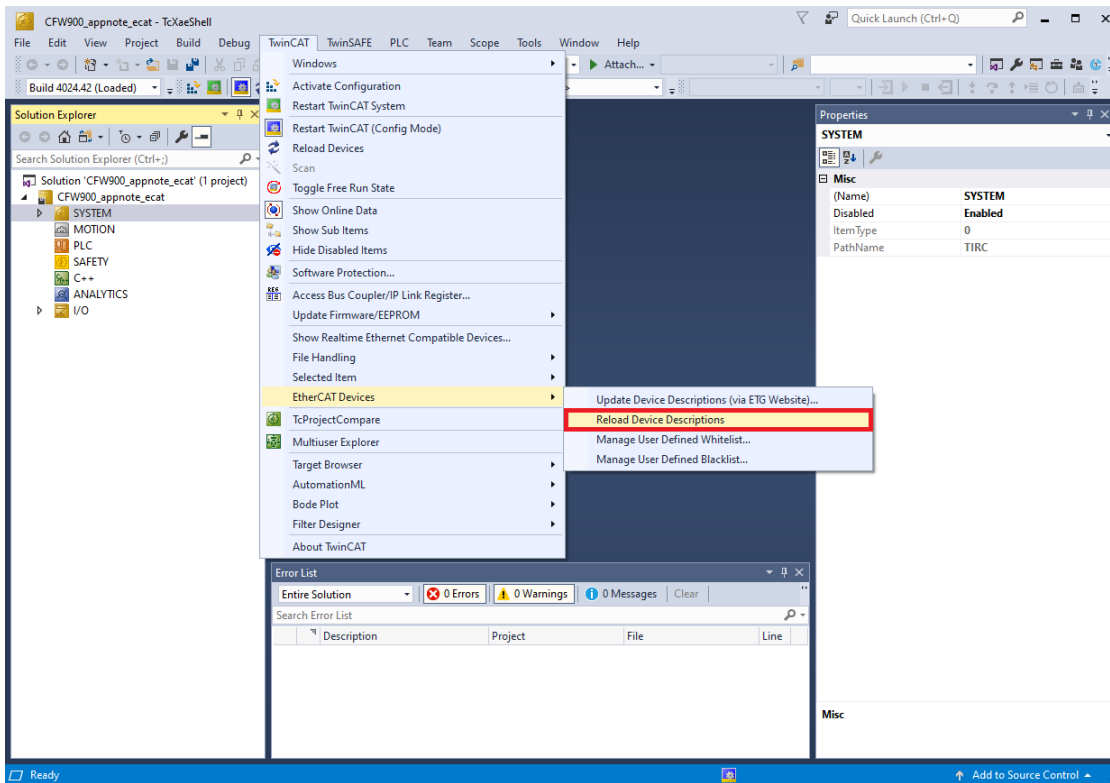 CFW900_appnote_ecat - TcXaeShell
Quick Launch (Ctrl+Q)
File Edit View Project Build Debug TwinCAT TwinSAFE PLC Team Scope Tools Window Help
Attach...
Build 4024.42 (Loaded)
Solution Explorer
Search Solution Explorer (Ctrl+;)
Solution 'CFW900_appnote_ecat' (1 project)
CFW900_appnote_ecat
SYSTEM
MOTION
PLC
SAFETY
C++
ANALYTICS
I/O
Windows
Activate Configuration
Restart TwinCAT System
Restart TwinCAT (Config Mode)
Reload Devices
Scan
Toggle Free Run State
Show Online Data
Show Sub Items
Hide Disabled Items
Software Protection...
Access Bus Coupler/IP Link Register...
Update Firmware/EEPROM
Show Realtime Ethernet Compatible Devices...
File Handling
Selected Item
EtherCAT Devices
TcProjectCompare
Multiuser Explorer
Target Browser
AutomationML
Bode Plot
Filter Designer
About TwinCAT
Update Device Descriptions (via ETG Website)...
Reload Device Descriptions
Manage User Defined Whitelist...
Manage User Defined Blacklist...
Properties
SYSTEM
Misc
(Name) SYSTEM
Disabled Enabled
ItemType 0
PathName TIRC
Misc
Error List
Entire Solution 0 Errors 0 Warnings 0 Messages Clear
Search Error List
Description Project File Line
Ready
Add to Source Control